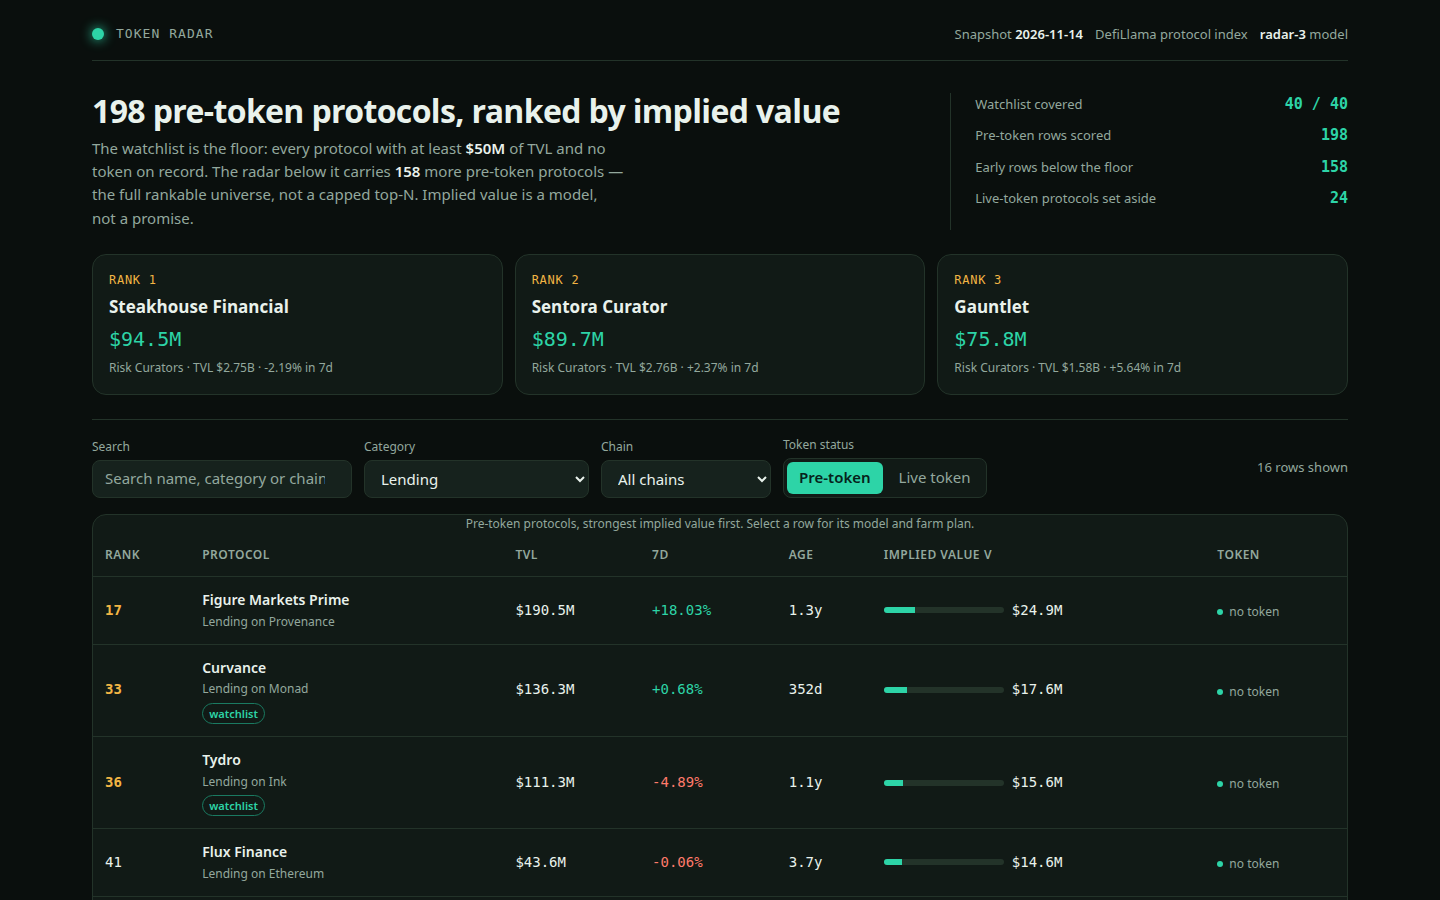 TOKEN RADAR
Snapshot 2026-11-14 DefiLlama protocol index radar-3 model
198 pre-token protocols, ranked by implied value
The watchlist is the floor: every protocol with at least $50M of TVL and no
token on record. The radar below it carries 158 more pre-token protocols —
the full rankable universe, not a capped top-N. Implied value is a model,
not a promise.
Watchlist covered 40 / 40
Pre-token rows scored 198
Early rows below the floor 158
Live-token protocols set aside 24
RANK 1
Steakhouse Financial
$94.5M
Risk Curators · TVL $2.75B · -2.19% in 7d
RANK 2
Sentora Curator
$89.7M
Risk Curators · TVL $2.76B · +2.37% in 7d
RANK 3
Gauntlet
$75.8M
Risk Curators · TVL $1.58B · +5.64% in 7d
Search
Search name, category or chain
Category
Lending
Chain
All chains
Token status
Pre-token Live token
16 rows shown
Pre-token protocols, strongest implied value first. Select a row for its model and farm plan.
RANK PROTOCOL TVL 7D AGE IMPLIED VALUE V TOKEN
17 Figure Markets Prime $190.5M +18.03% 1.3y $24.9M no token
Lending on Provenance
33 Curvance $136.3M +0.68% 352d $17.6M no token
Lending on Monad
watchlist
36 Tydro $111.3M -4.89% 1.1y $15.6M no token
Lending on Ink
watchlist
41 Flux Finance $43.6M -0.06% 3.7y $14.6M no token
Lending on Ethereum